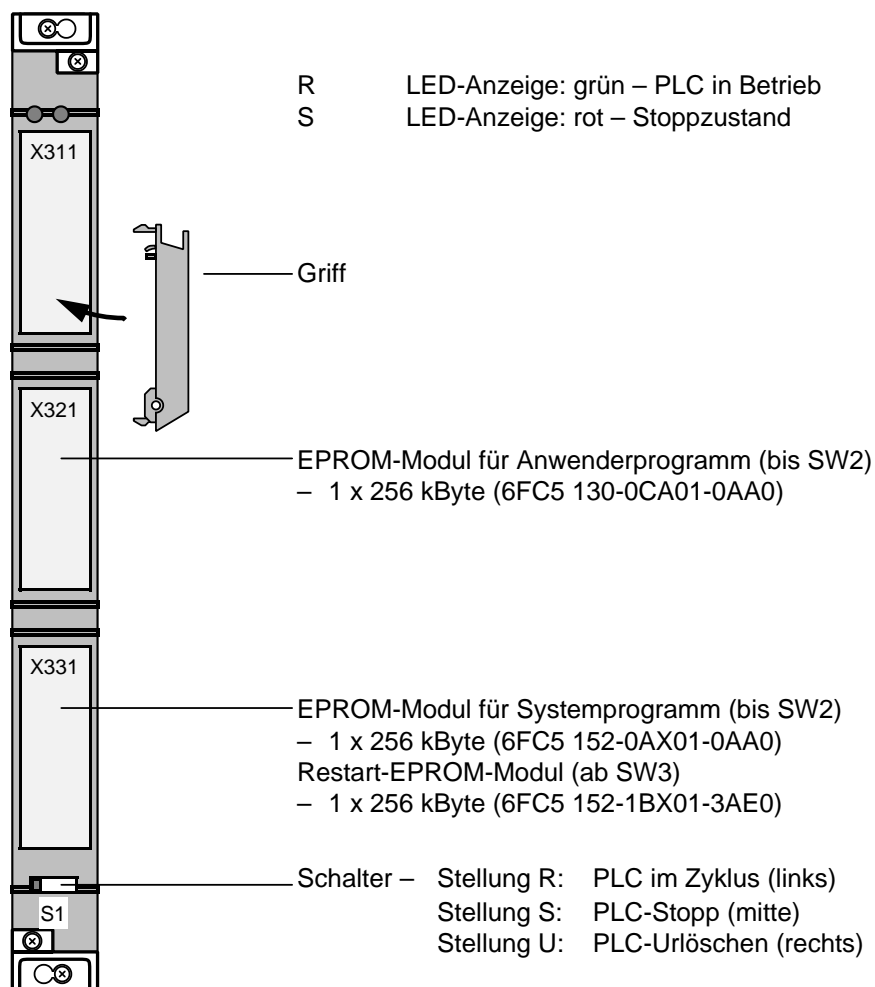 R LED-Anzeige: grün – PLC in Betrieb
S LED-Anzeige: rot – Stoppzustand
X311
Griff
X321
EPROM-Modul für Anwenderprogramm (bis SW2)
– 1 x 256 kByte (6FC5 130-0CA01-0AA0)
X331
EPROM-Modul für Systemprogramm (bis SW2)
– 1 x 256 kByte (6FC5 152-0AX01-0AA0)
Restart-EPROM-Modul (ab SW3)
– 1 x 256 kByte (6FC5 152-1BX01-3AE0)
Schalter – Stellung R: PLC im Zyklus (links)
S1
Stellung S: PLC-Stopp (mitte)
Stellung U: PLC-Urlöschen (rechts)